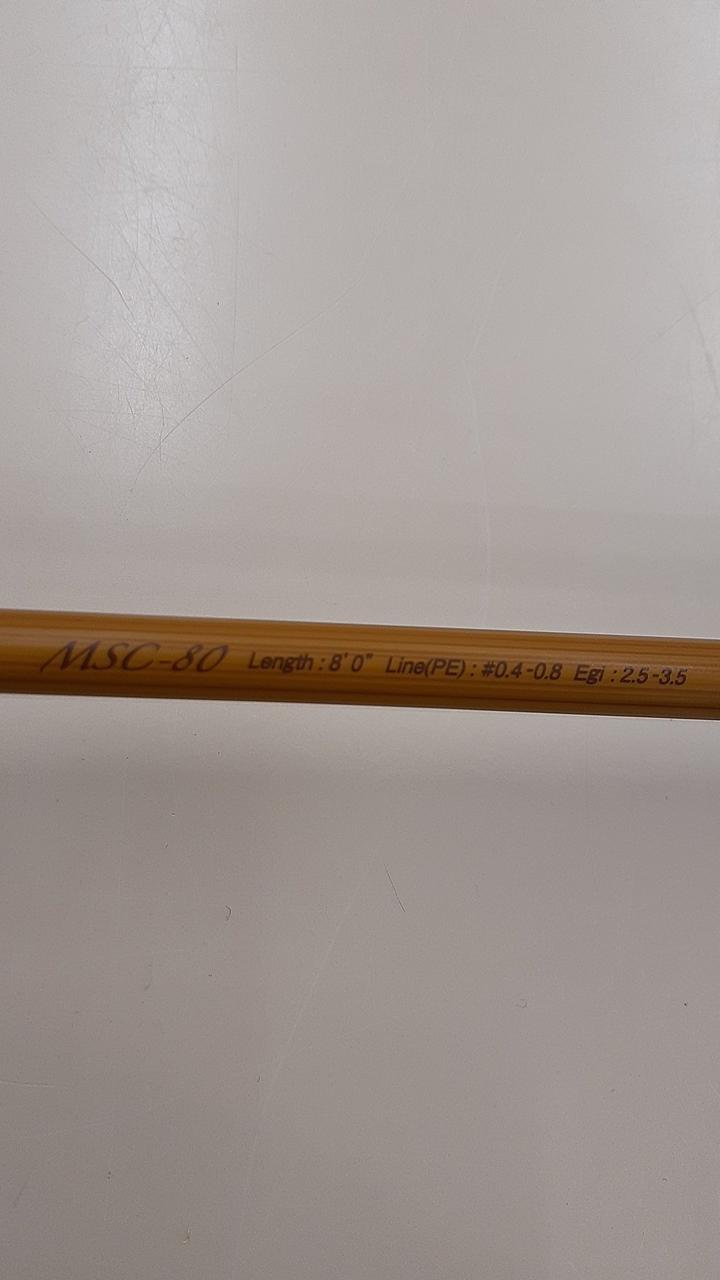 MSC-80 Length : 8' 0" Line(PE) : #0.4-0.8 Egi : 2.5-3.5